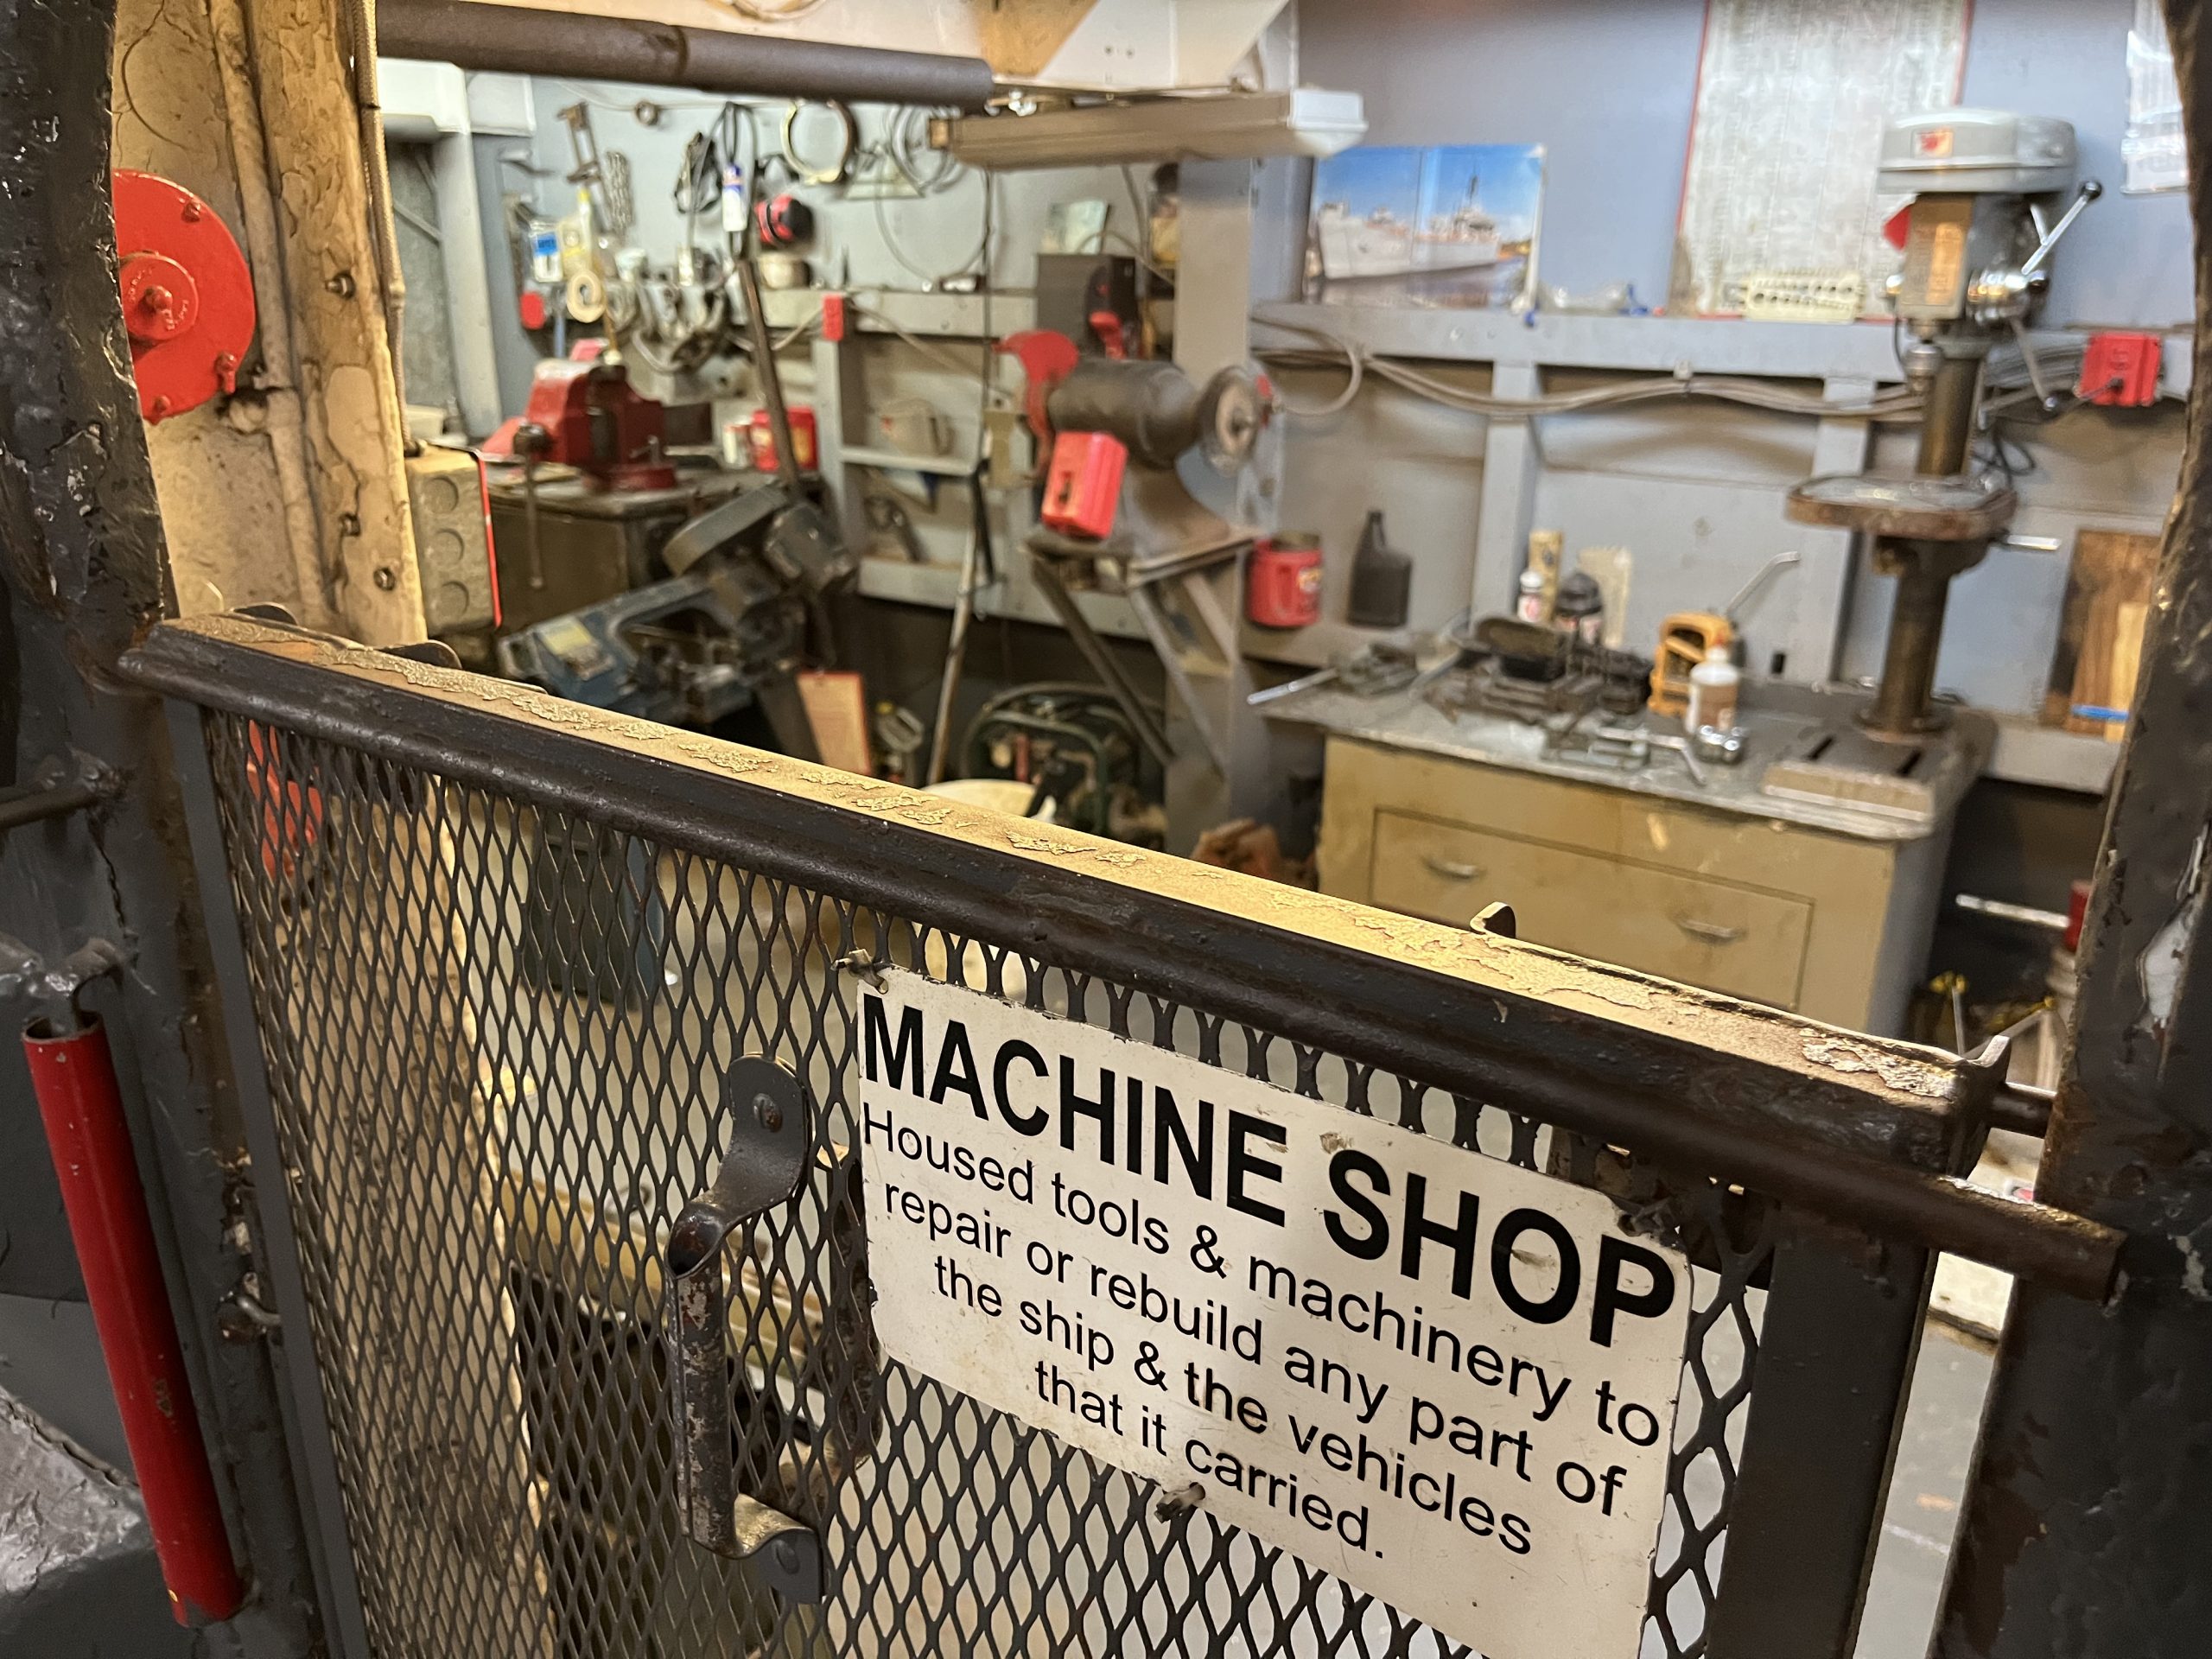 MACHINE SHOP
Housed tools & machinery to
repair or rebuild any part of
the ship & the vehicles
that it carried.